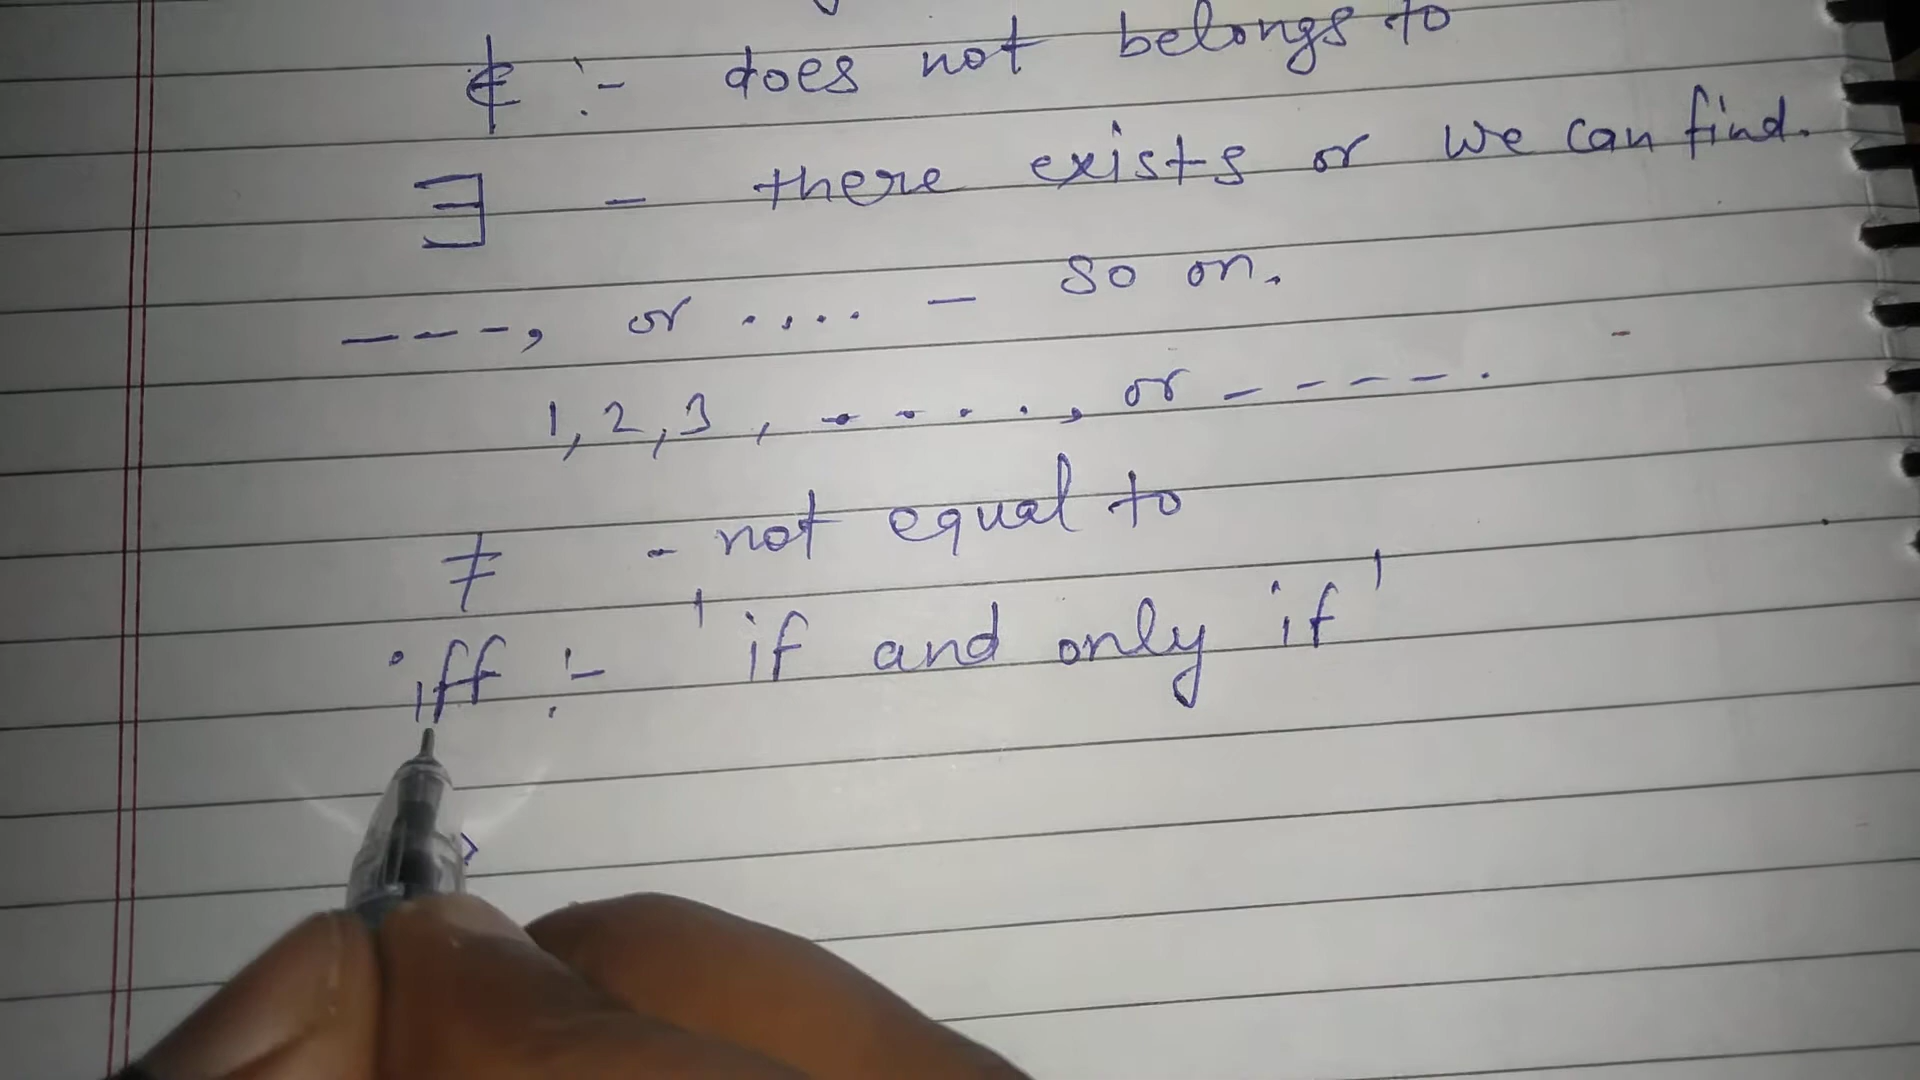 ∉ :- does not belongs to
∃ - there exists or we can find.
---, or .... - so on.
1, 2, 3, ....., or ----.
≠ - not equal to
iff :- 'if and only if'